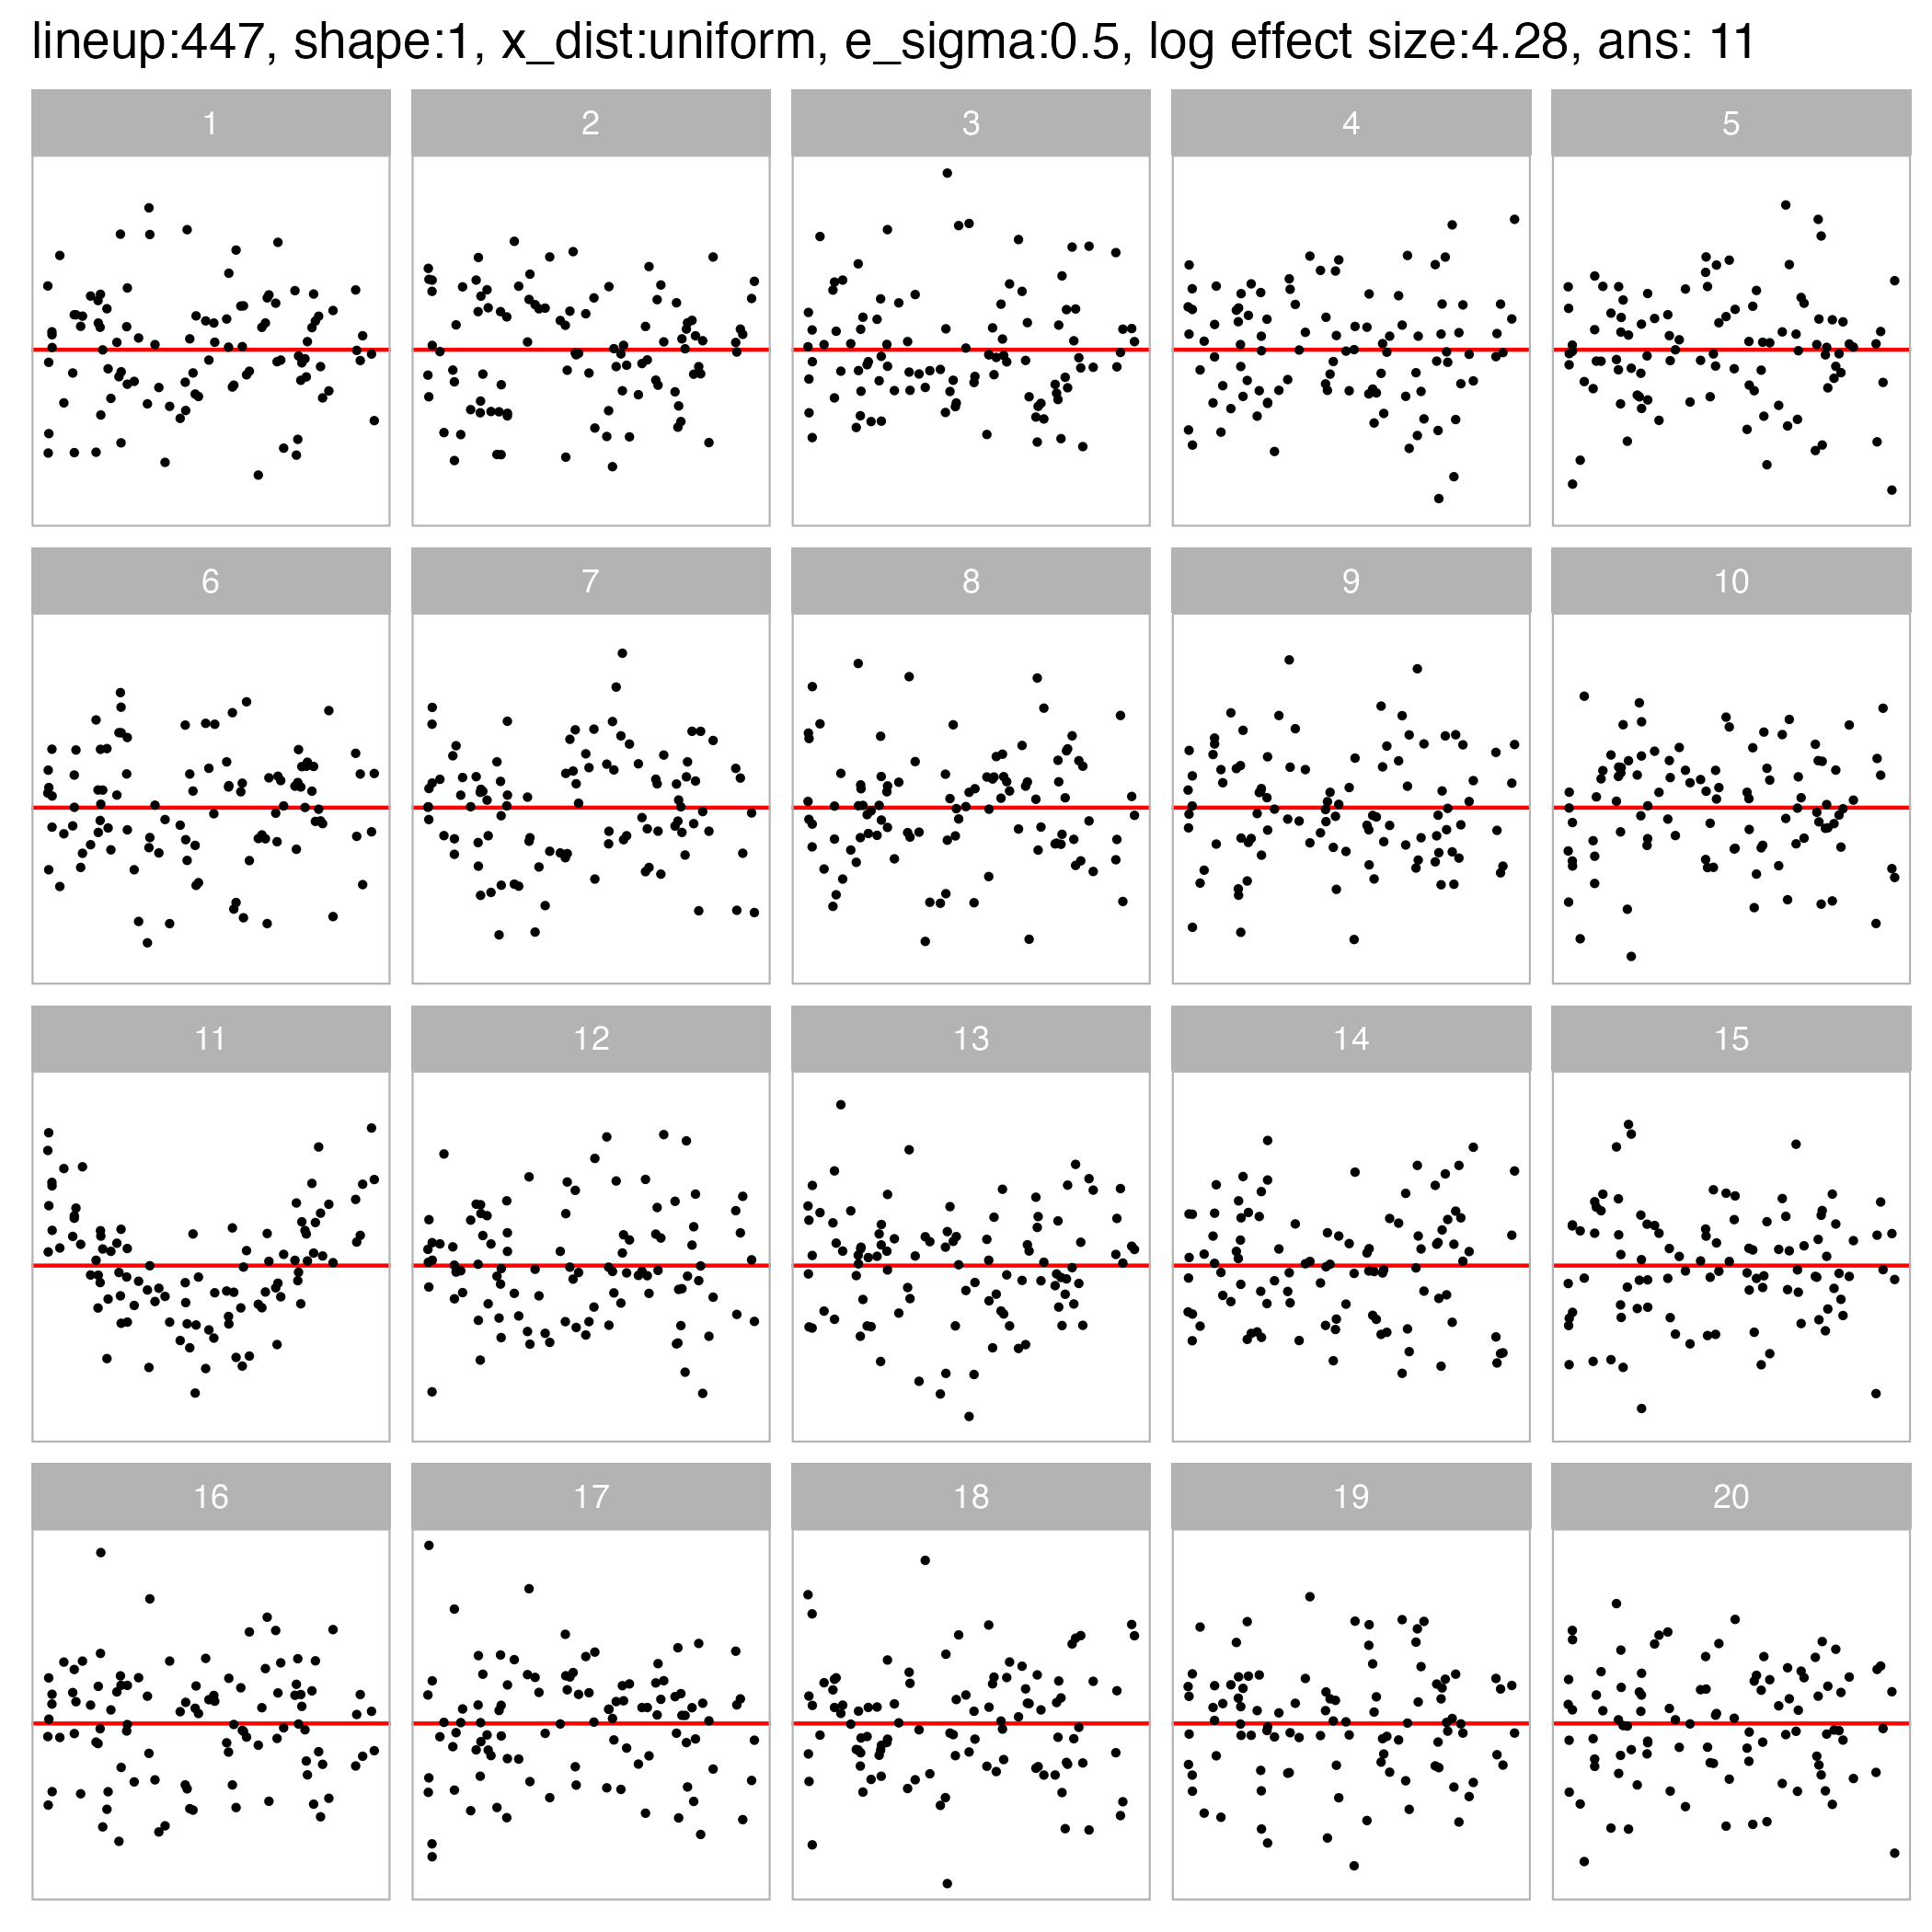 lineup:447, shape:1, x_dist:uniform, e_sigma:0.5, log effect size:4.28, ans: 11
1 2 3 4 5
6 7 8 9 10
11 12 13 14 15
16 17 18 19 20